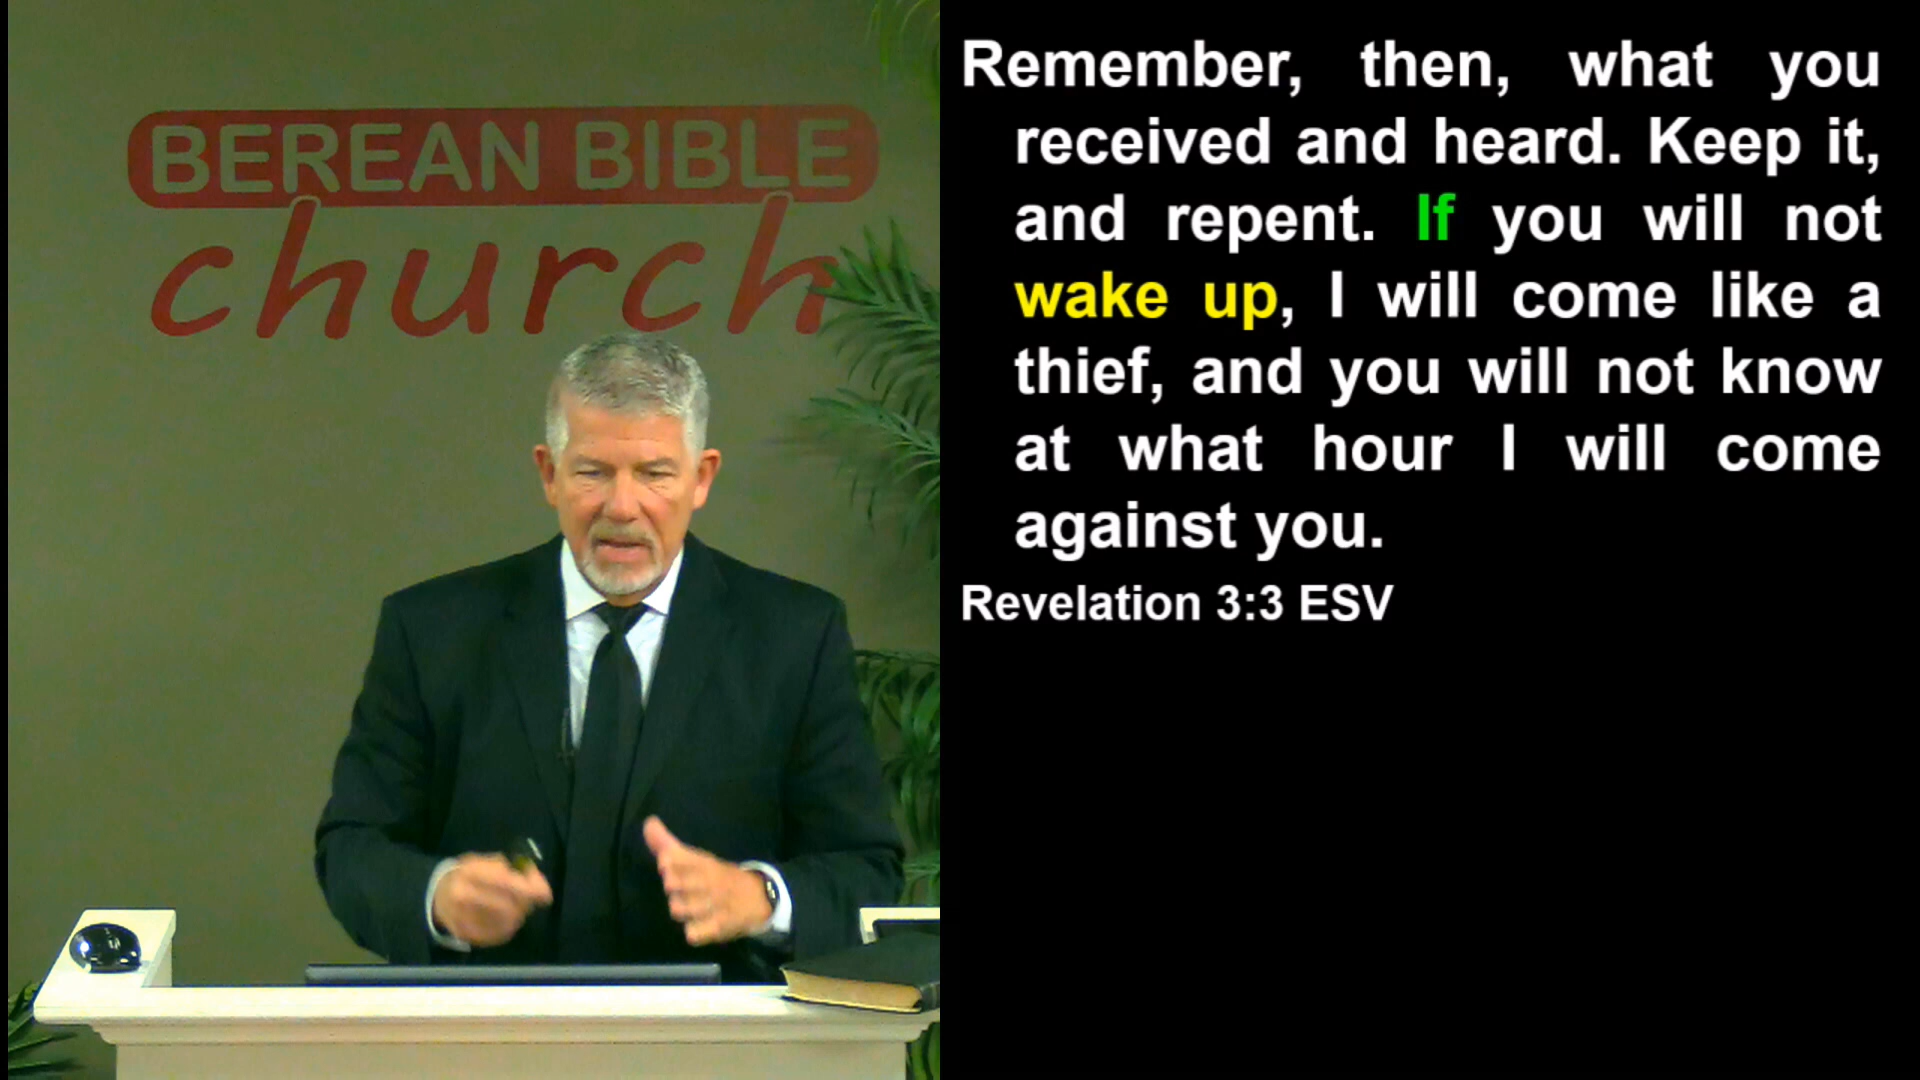 BEREAN BIBLE
church
Remember, then, what you
received and heard. Keep it,
and repent. If you will not
wake up, I will come like a
thief, and you will not know
at what hour I will come
against you.
Revelation 3:3 ESV